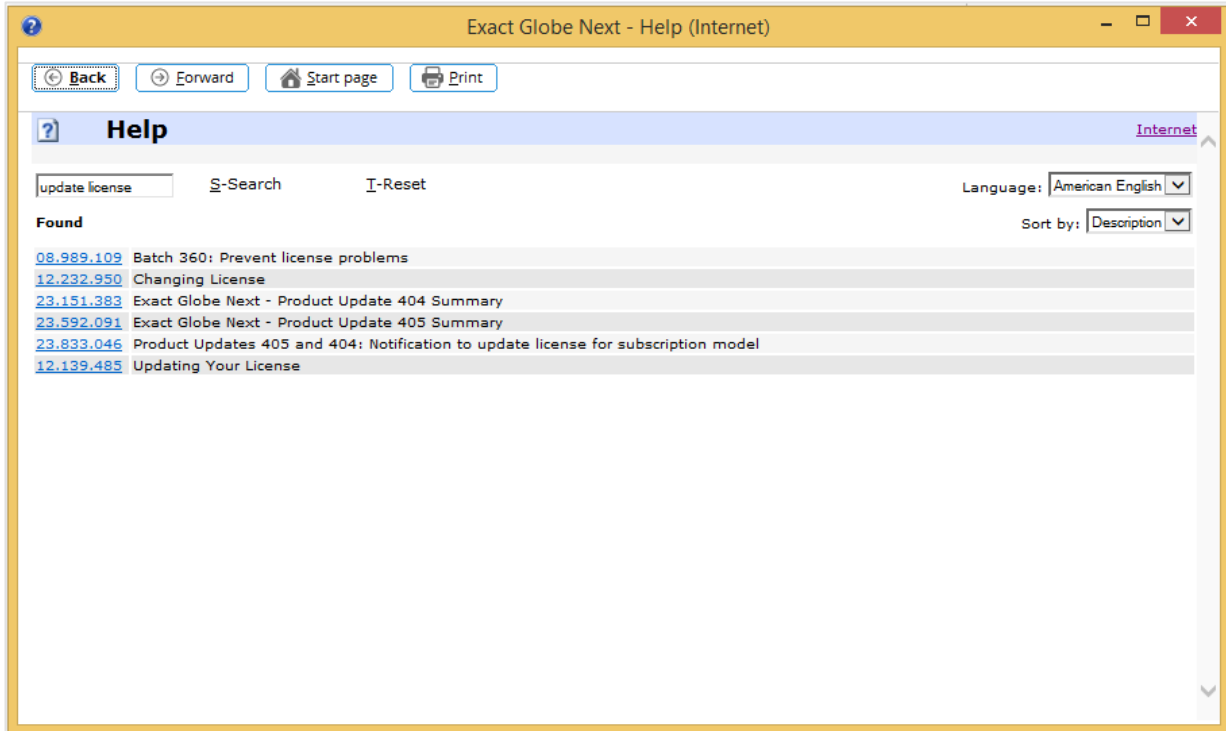 Exact Globe Next - Help (Internet)
Back Forward Start page Print
Help Internet
update license S-Search T-Reset Language: American English
Found Sort by: Description
08.989.109 Batch 360: Prevent license problems
12.232.950 Changing License
23.151.383 Exact Globe Next - Product Update 404 Summary
23.592.091 Exact Globe Next - Product Update 405 Summary
23.833.046 Product Updates 405 and 404: Notification to update license for subscription model
12.139.485 Updating Your License